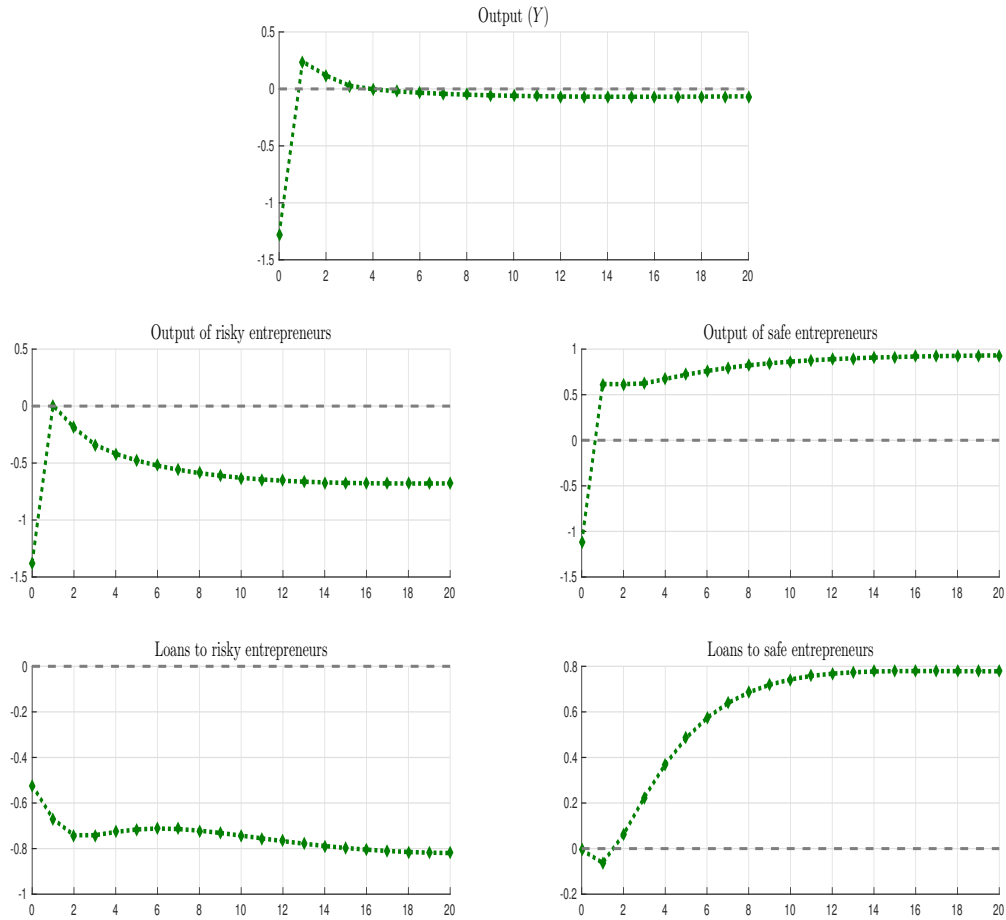 Output (Y)
0.5
0
-0.5
-1
-1.5
0 2 4 6 8 10 12 14 16 18 20
Output of risky entrepreneurs
0.5
0
-0.5
-1
-1.5
0 2 4 6 8 10 12 14 16 18 20
Output of safe entrepreneurs
1
0.5
0
-0.5
-1
-1.5
0 2 4 6 8 10 12 14 16 18 20
Loans to risky entrepreneurs
0
-0.2
-0.4
-0.6
-0.8
-1
0 2 4 6 8 10 12 14 16 18 20
Loans to safe entrepreneurs
0.8
0.6
0.4
0.2
0
-0.2
0 2 4 6 8 10 12 14 16 18 20